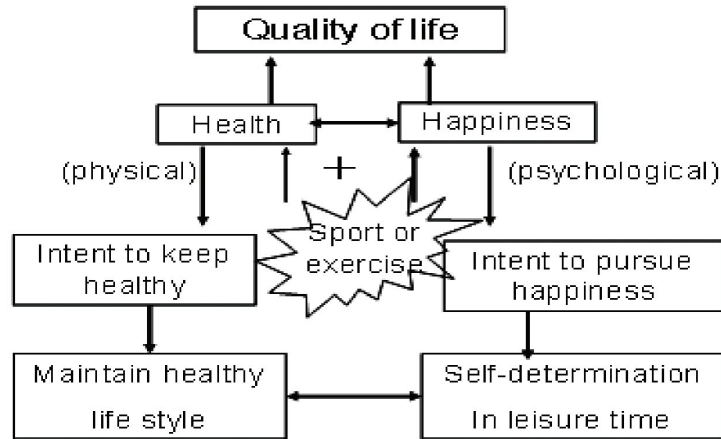 Quality of life
Health
Happiness
(physical)
+
(psychological)
Sport or
exercise
Intent to keep
healthy
Intent to pursue
happiness
Maintain healthy
life style
Self-determination
In leisure time